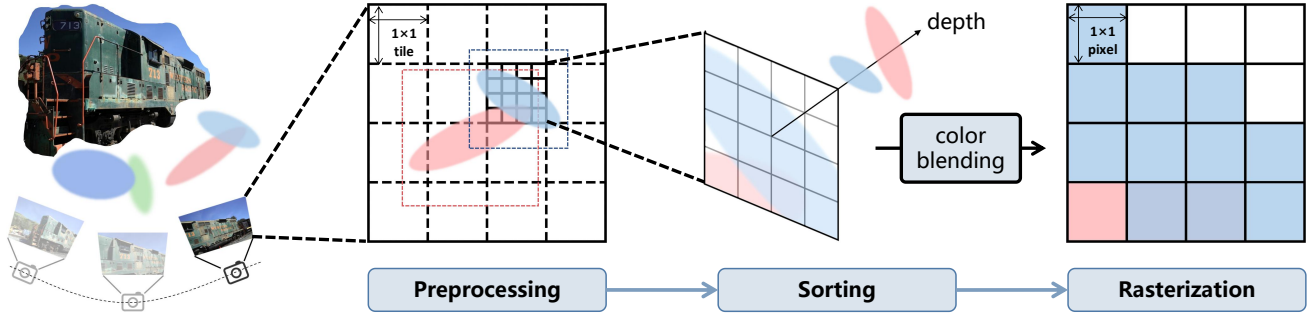 713
1×1
tile
depth
color
blending
1×1
pixel
Preprocessing
Sorting
Rasterization